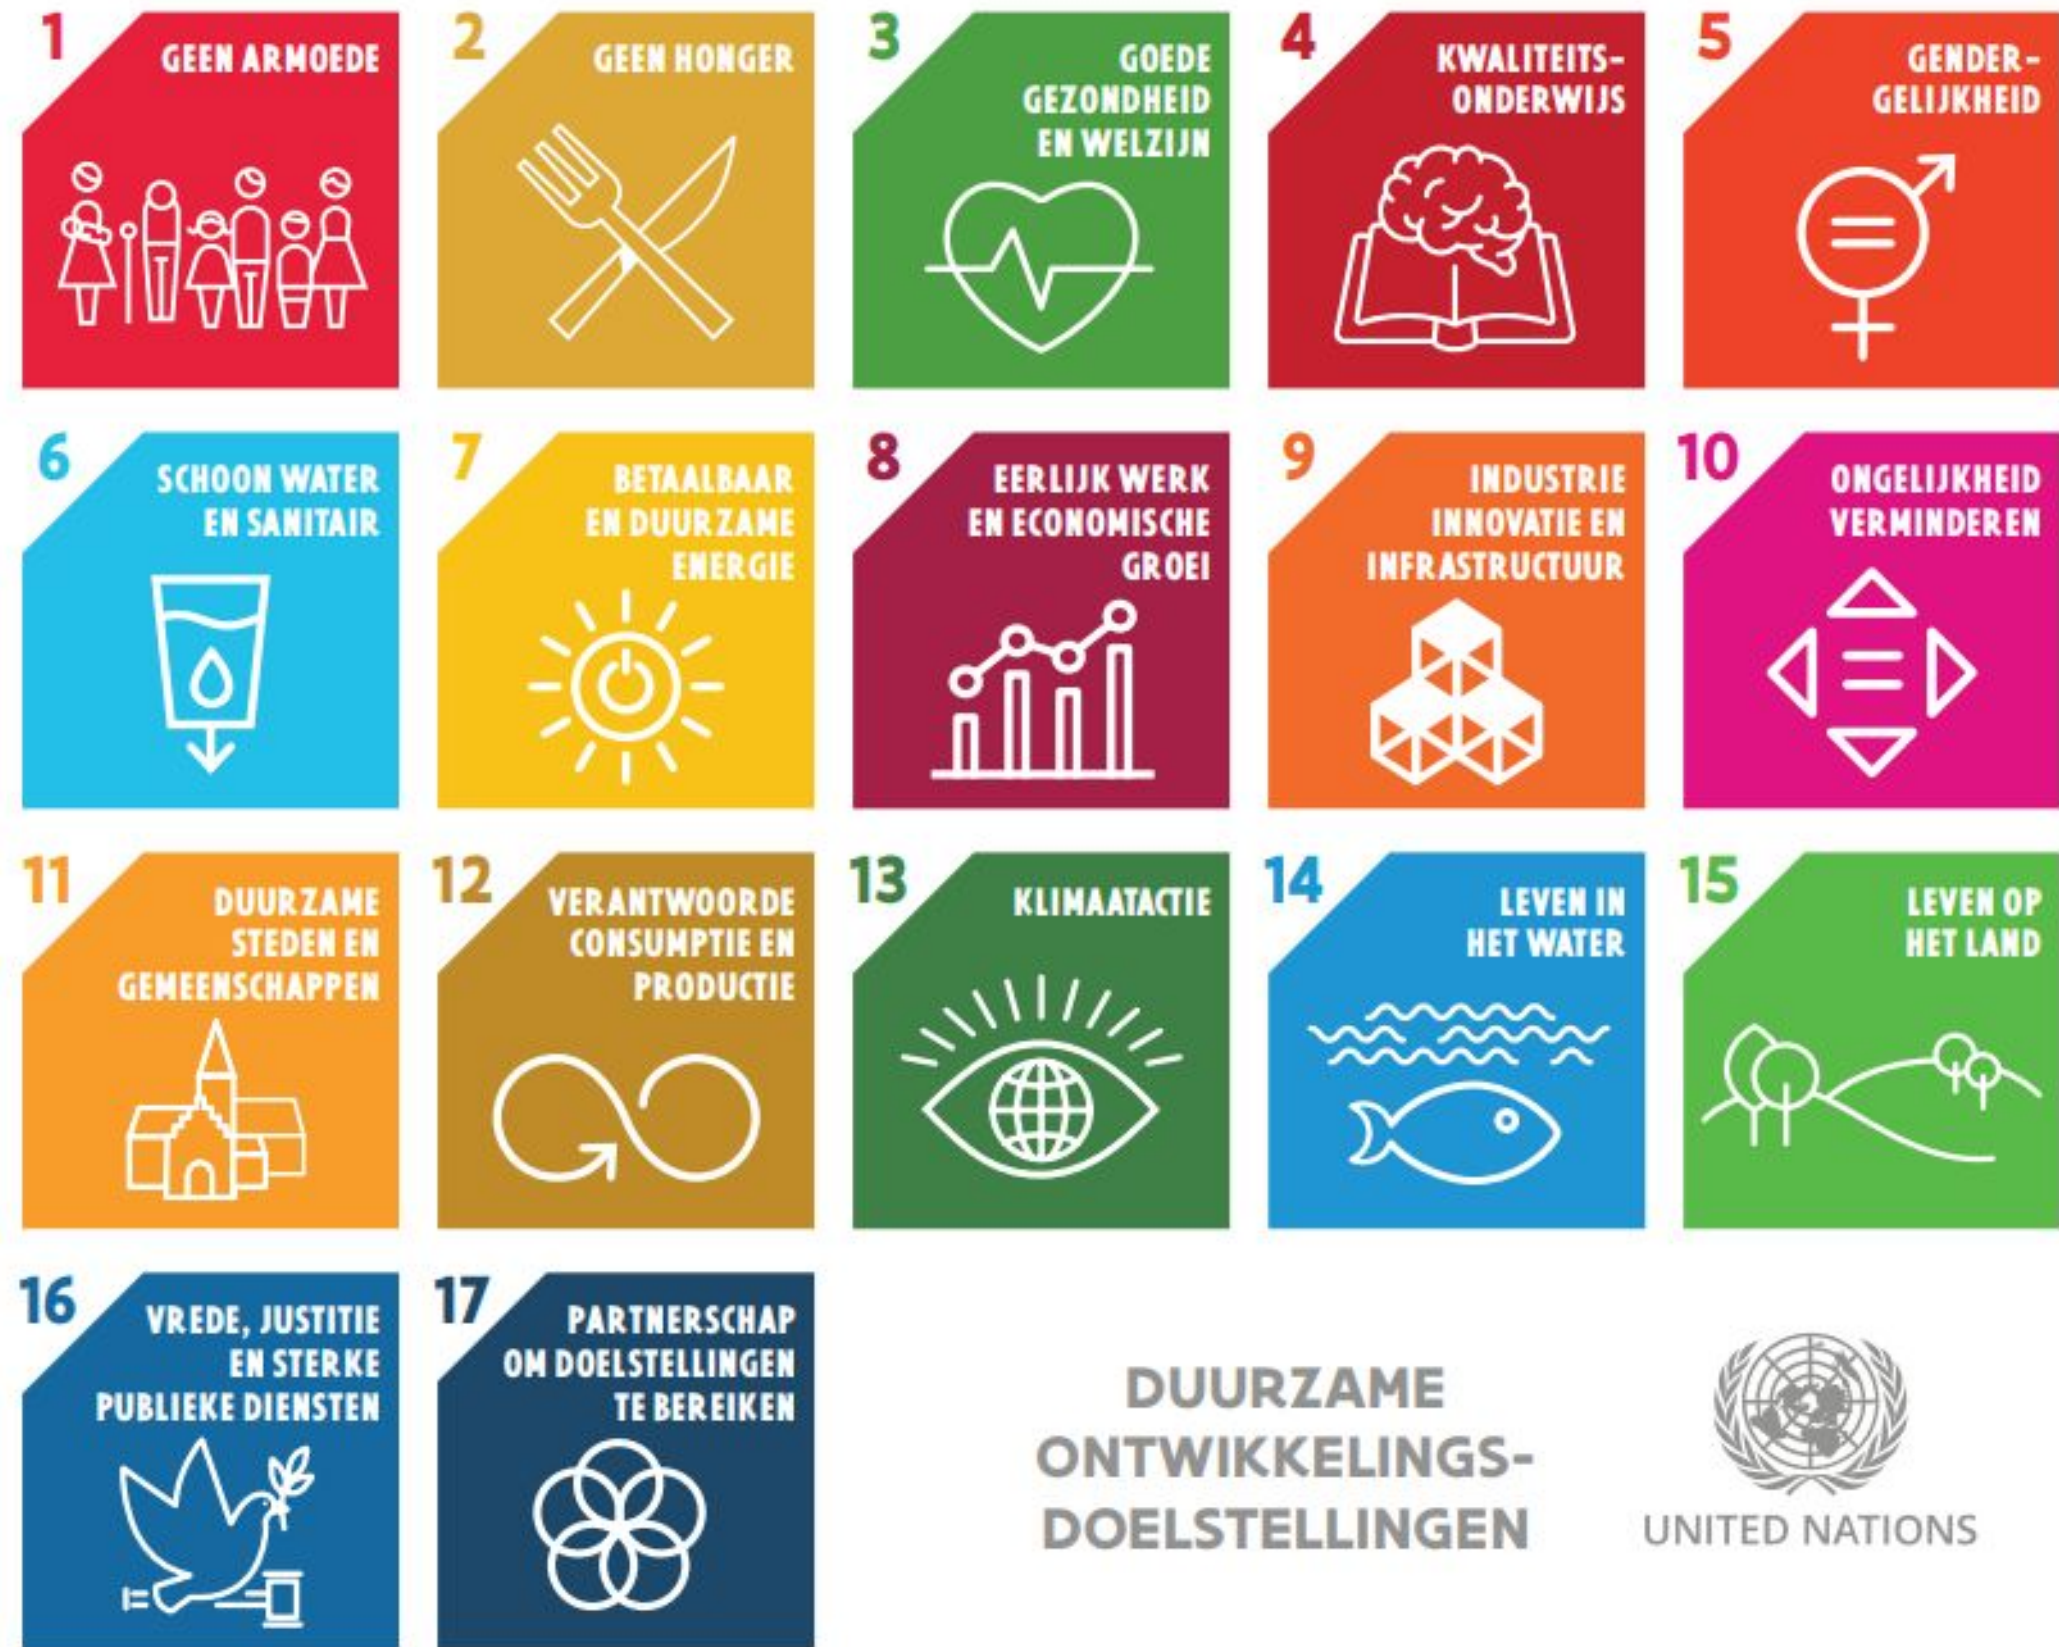 1
GEEN ARMOEDE
2
GEEN HONGER
3
GOEDE
GEZONDHEID
EN WELZIJN
4
KWALITEITS-
ONDERWIJS
5
GENDER-
GELIJKHEID
6
SCHOON WATER
EN SANITAIR
7
BETAALBAAR
EN DUURZAME
ENERGIE
8
EERLIJK WERK
EN ECONOMISCHE
GROEI
9
INDUSTRIE
INNOVATIE EN
INFRASTRUCTUUR
10
ONGELIJKHEID
VERMINDEREN
11
DUURZAME
STEDEN EN
GEMEENSCHAPPEN
12
VERANTWOORDE
CONSUMPTIE EN
PRODUCTIE
13
KLIMAATACTIE
14
LEVEN IN
HET WATER
15
LEVEN OP
HET LAND
16
VREDE, JUSTITIE
EN STERKE
PUBLIEKE DIENSTEN
17
PARTNERSCHAP
OM DOELSTELLINGEN
TE BEREIKEN
DUURZAME
ONTWIKKELINGS-
DOELSTELLINGEN
UNITED NATIONS